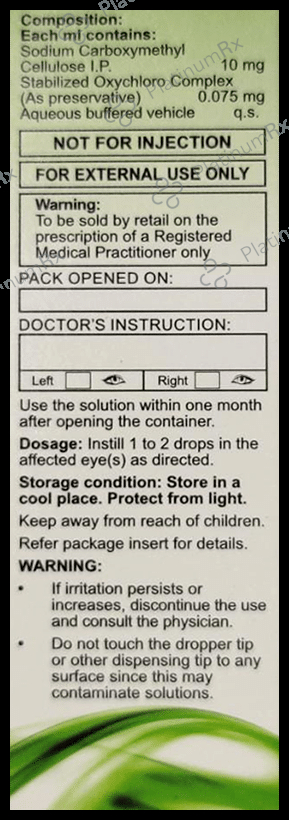 Composition:
Each ml contains:
Sodium Carboxymethyl
Cellulose I.P. 10 mg
Stabilized Oxychloro Complex
(As preservative) 0.075 mg
Aqueous buffered vehicle q.s.
NOT FOR INJECTION
FOR EXTERNAL USE ONLY
Warning:
To be sold by retail on the
prescription of a Registered
Medical Practitioner only
PACK OPENED ON:
DOCTOR'S INSTRUCTION:
Left Right
Use the solution within one month
after opening the container.
Dosage: Instill 1 to 2 drops in the
affected eye(s) as directed.
Storage condition: Store in a
cool place. Protect from light.
Keep away from reach of children.
Refer package insert for details.
WARNING:
• If irritation persists or
increases, discontinue the use
and consult the physician.
• Do not touch the dropper tip
or other dispensing tip to any
surface since this may
contaminate solutions.
PlatinumRx